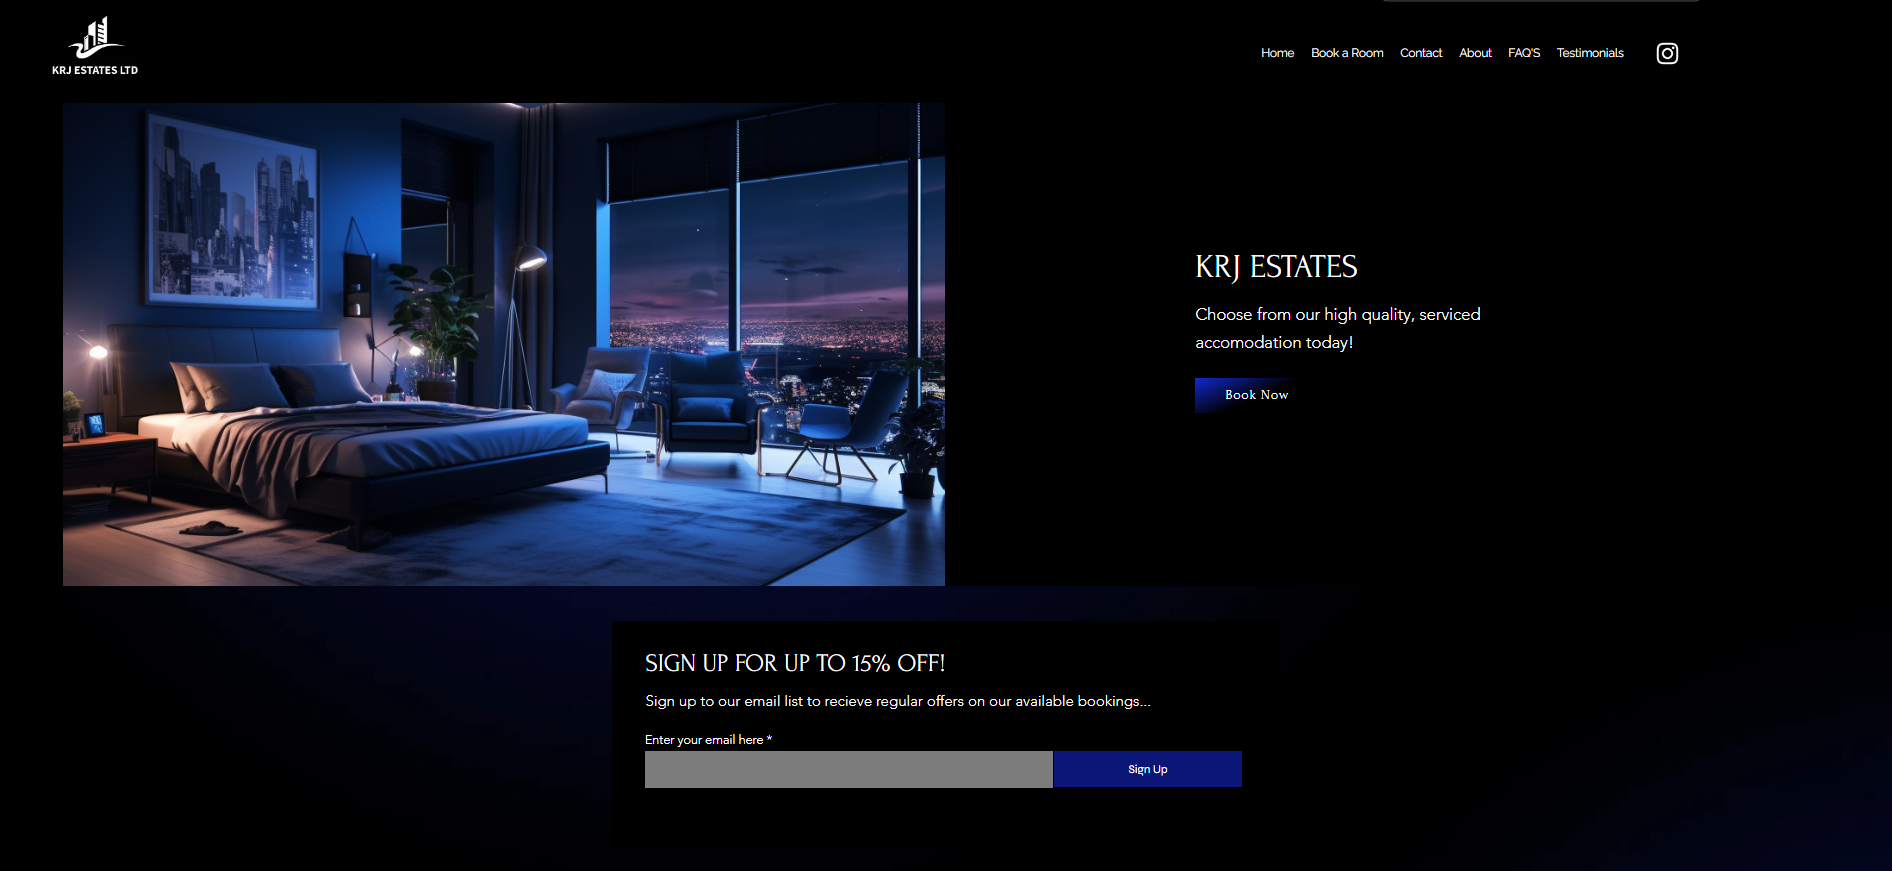 KRJ ESTATES LTD
Home Book a Room Contact About FAQ'S Testimonials
KRJ ESTATES
Choose from our high quality, serviced
accomodation today!
Book Now
SIGN UP FOR UP TO 15% OFF!
Sign up to our email list to recieve regular offers on our available bookings...
Enter your email here *
Sign Up